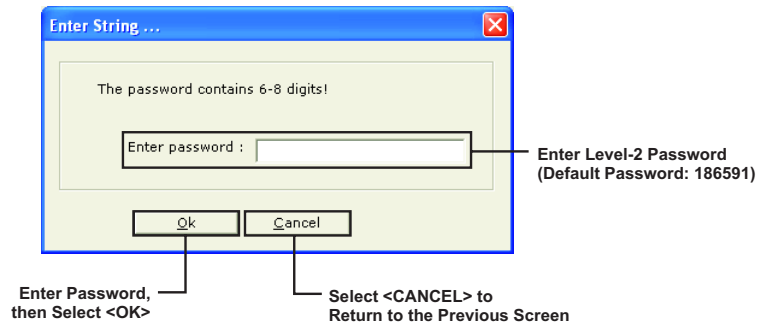 Enter String ...
The password contains 6-8 digits!
Enter password :
Enter Level-2 Password
(Default Password: 186591)
Ok
Cancel
Enter Password,
then Select <OK>
Select <CANCEL> to
Return to the Previous Screen